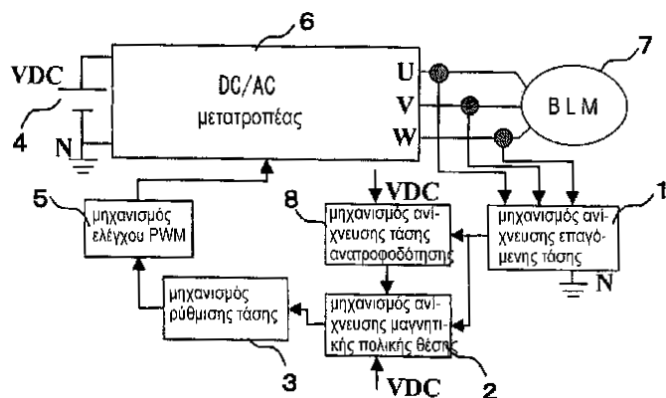 6
7
VDC
DC/AC
μετατροπέας
U
V
W
BLM
4
N
VDC
5
μηχανισμός
ελέγχου PWM
8
μηχανισμός ανί-
χνευσης τάσης
ανατροφοδότησης
μηχανισμός ανί-
χνευσης επαγό-
μενης τάσης
1
N
μηχανισμός
ρύθμισης τάσης
μηχανισμός ανί-
χνευσης μαγνητι-
κής πολικής θέσης
3
VDC
2